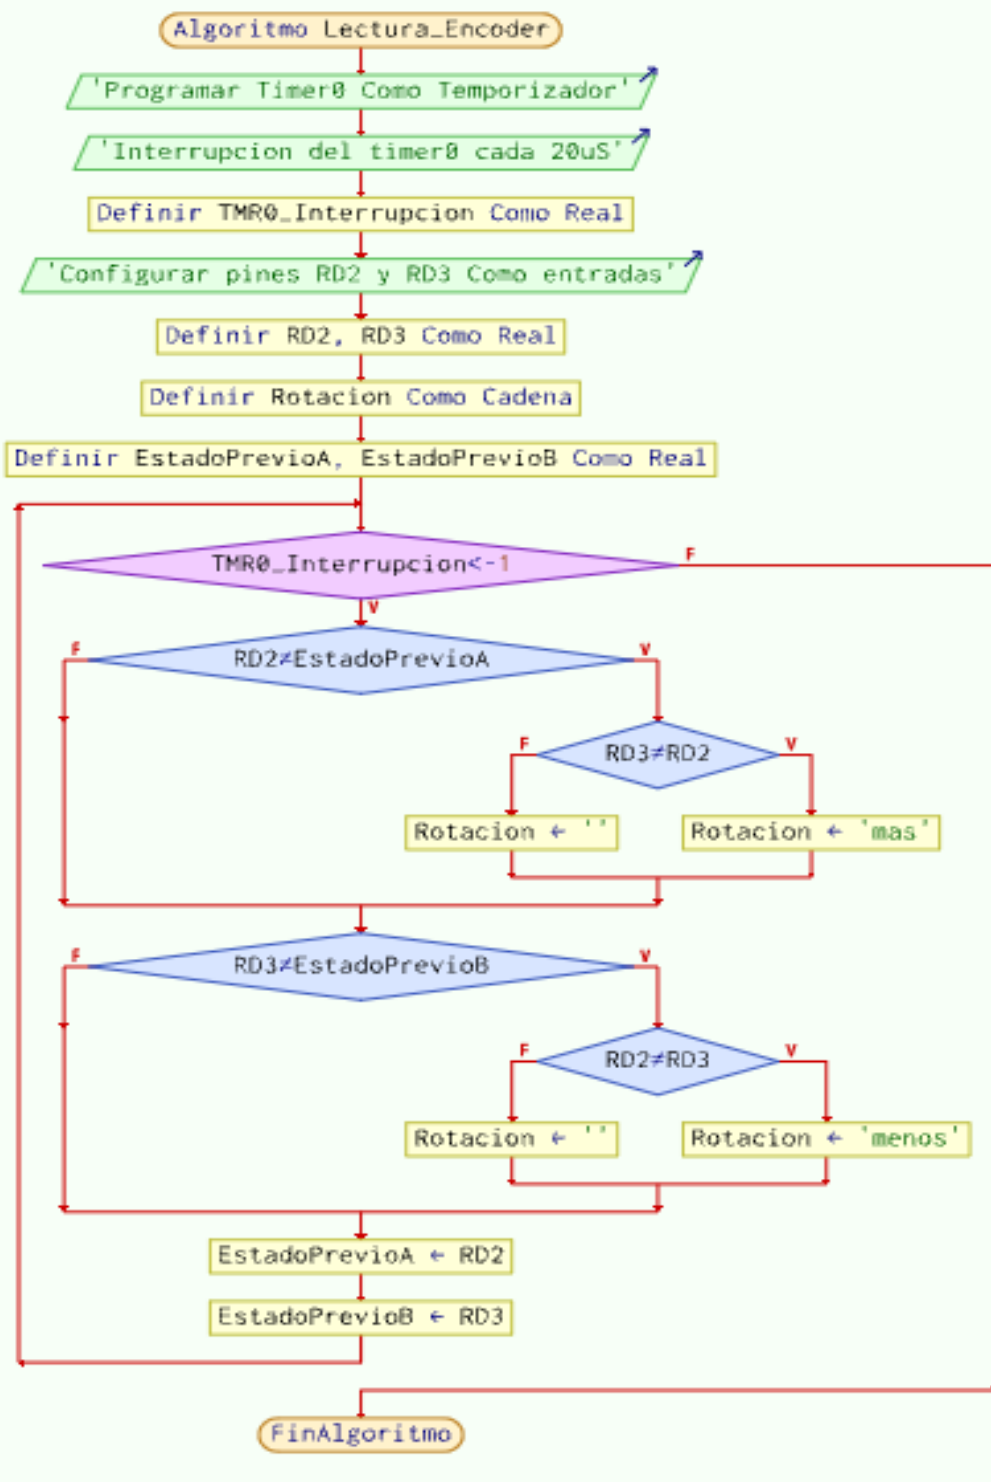 Algoritmo Lectura_Encoder
'Programar Timer0 Como Temporizador'
'Interrupcion del timer0 cada 20uS'
Definir TMR0_Interrupcion Como Real
'Configurar pines RD2 y RD3 Como entradas'
Definir RD2, RD3 Como Real
Definir Rotacion Como Cadena
Definir EstadoPrevioA, EstadoPrevioB Como Real
TMR0_Interrupcion<-1
F
V
RD2≠EstadoPrevioA
F
V
RD3≠RD2
F
V
Rotacion ← ''
Rotacion ← 'mas'
RD3≠EstadoPrevioB
F
V
RD2≠RD3
F
V
Rotacion ← ''
Rotacion ← 'menos'
EstadoPrevioA ← RD2
EstadoPrevioB ← RD3
FinAlgoritmo